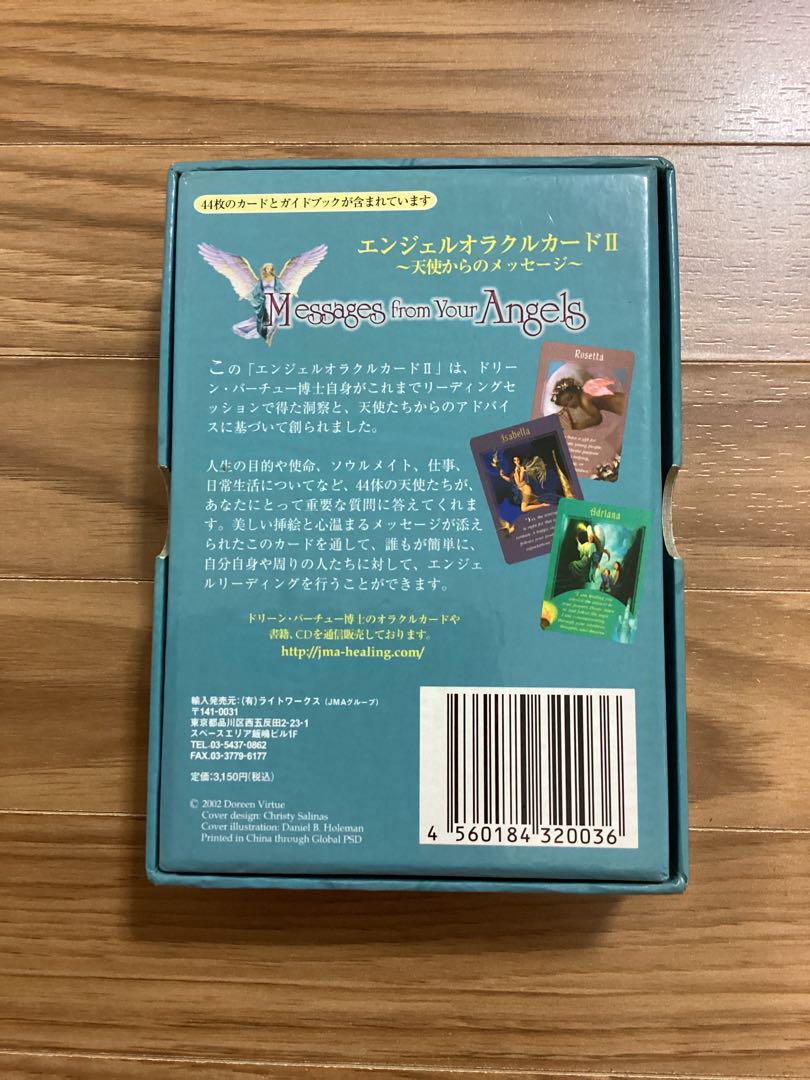 44枚のカードとガイドブックが含まれています
エンジェルオラクルカードⅡ
～天使からのメッセージ～
Messages from Your Angels
この「エンジェルオラクルカードⅡ」は、ドリー
ン・バーチュー博士自身がこれまでリーディングセ
ッションで得た洞察と、天使たちからのアドバイ
スに基づいて創られました。
人生の目的や使命、ソウルメイト、仕事、
日常生活についてなど、44体の天使たちが、
あなたにとって重要な質問に答えてくれま
す。美しい挿絵と心温まるメッセージが添え
られたこのカードを通して、誰もが簡単に、
自分自身や周りの人たちに対して、エンジェ
ルリーディングを行うことができます。
Rosetta
Isabella
Adriana
ドリーン・バーチュー博士のオラクルカードや
書籍、CDを通信販売しております。
http://jma-healing.com/
輸入発売元:(有)ライトワークス (JMAグループ)
〒141-0031
東京都品川区西五反田2-23-1
スペースエリア飯嶋ビル1F
TEL.03-5437-0862
FAX.03-3779-6177
定価:3,150円(税込)
© 2002 Doreen Virtue
Cover design: Christy Salinas
Cover illustration: Daniel B. Holeman
Printed in China through Global PSD
4 560184 320036